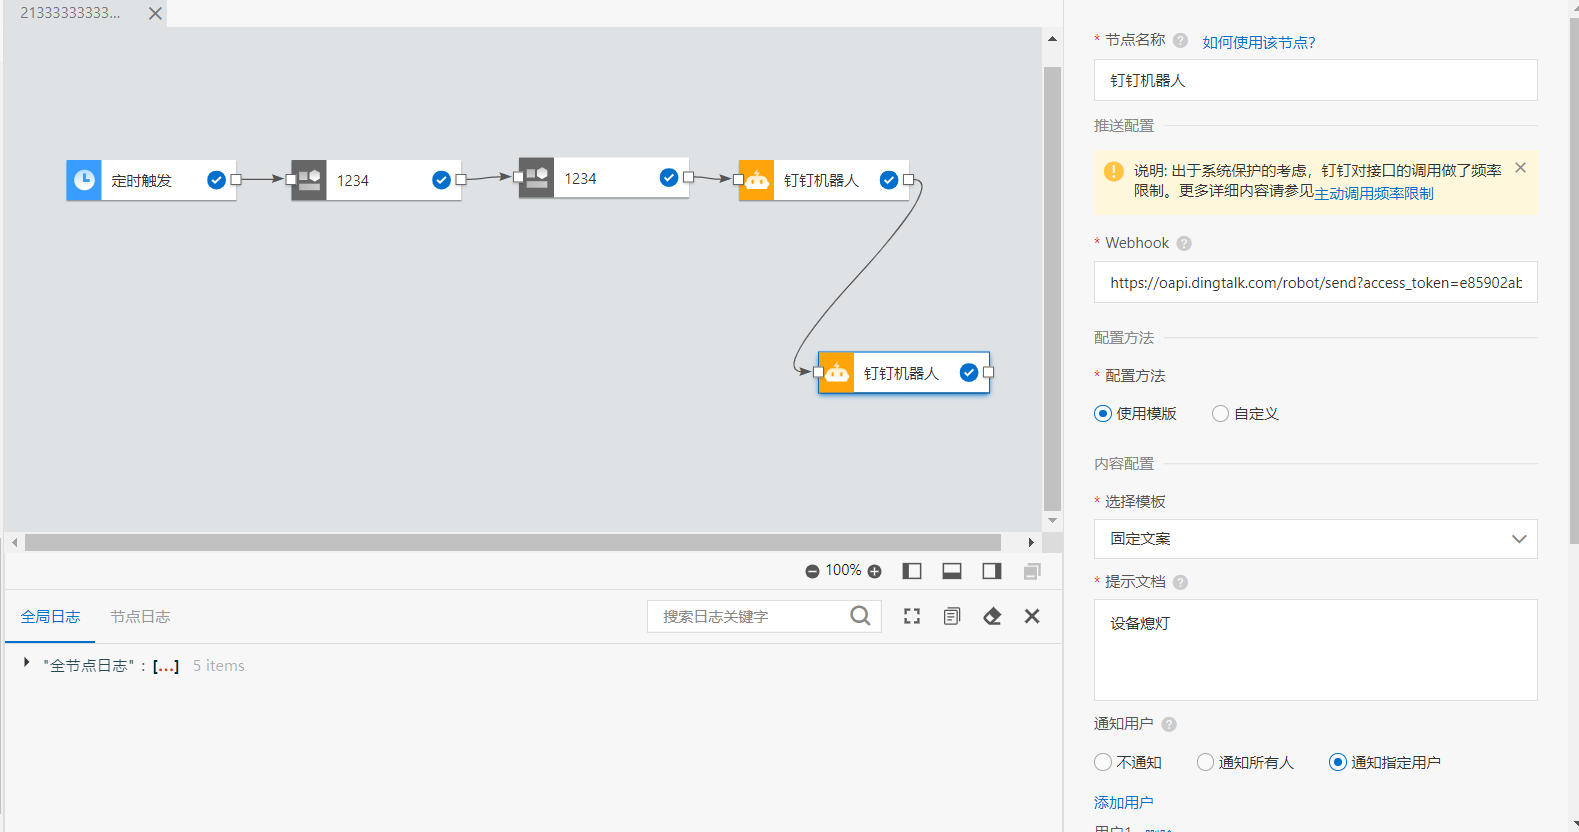 21333333333...
定时触发
1234
1234
钉钉机器人
钉钉机器人
100%
全局日志
节点日志
搜索日志关键字
"全节点日志" : [...] 5 items
* 节点名称 ? 如何使用该节点?
钉钉机器人
推送配置
说明: 出于系统保护的考虑，钉钉对接口的调用做了频率
限制。更多详细内容请参见主动调用频率限制
* Webhook ?
https://oapi.dingtalk.com/robot/send?access_token=e85902ab
配置方法
* 配置方法
使用模版 自定义
内容配置
* 选择模板
固定文案
* 提示文档 ?
设备熄灯
通知用户 ?
不通知 通知所有人 通知指定用户
添加用户
用户1 删除